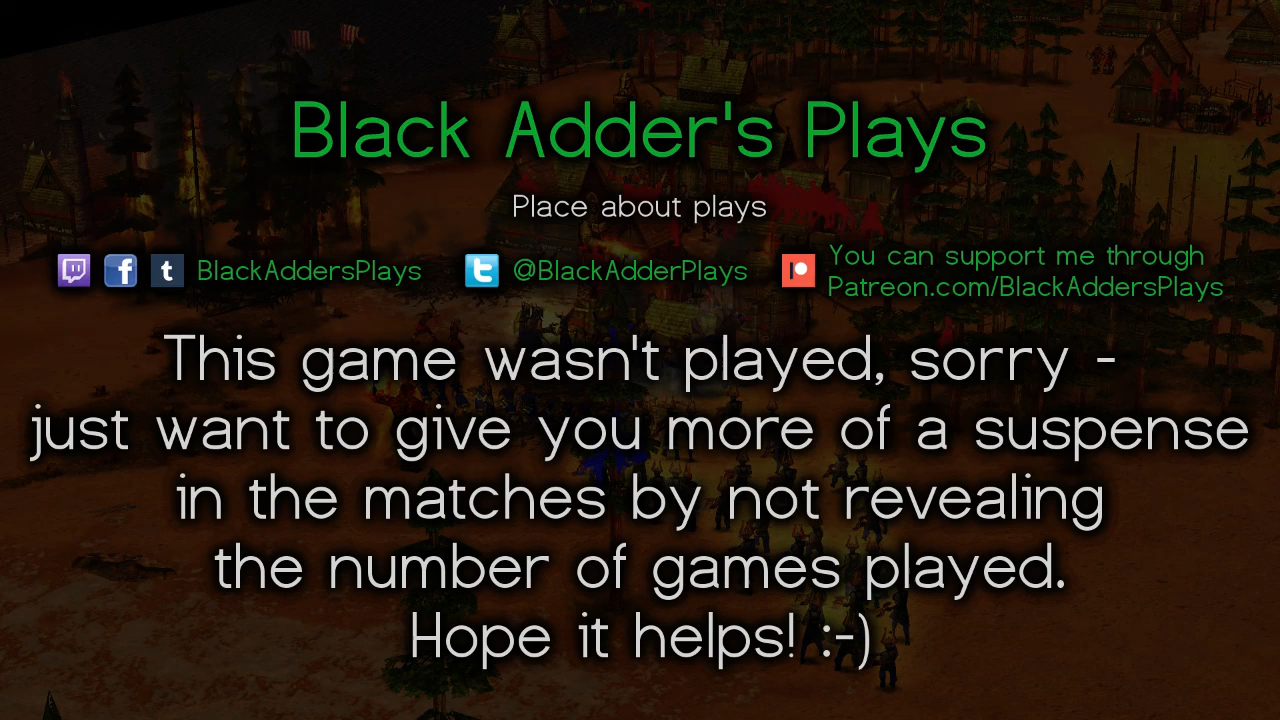 Black Adder's Plays
Place about plays
BlackAddersPlays
@BlackAdderPlays
You can support me through
Patreon.com/BlackAddersPlays
This game wasn't played, sorry -
just want to give you more of a suspense
in the matches by not revealing
the number of games played.
Hope it helps! :-)